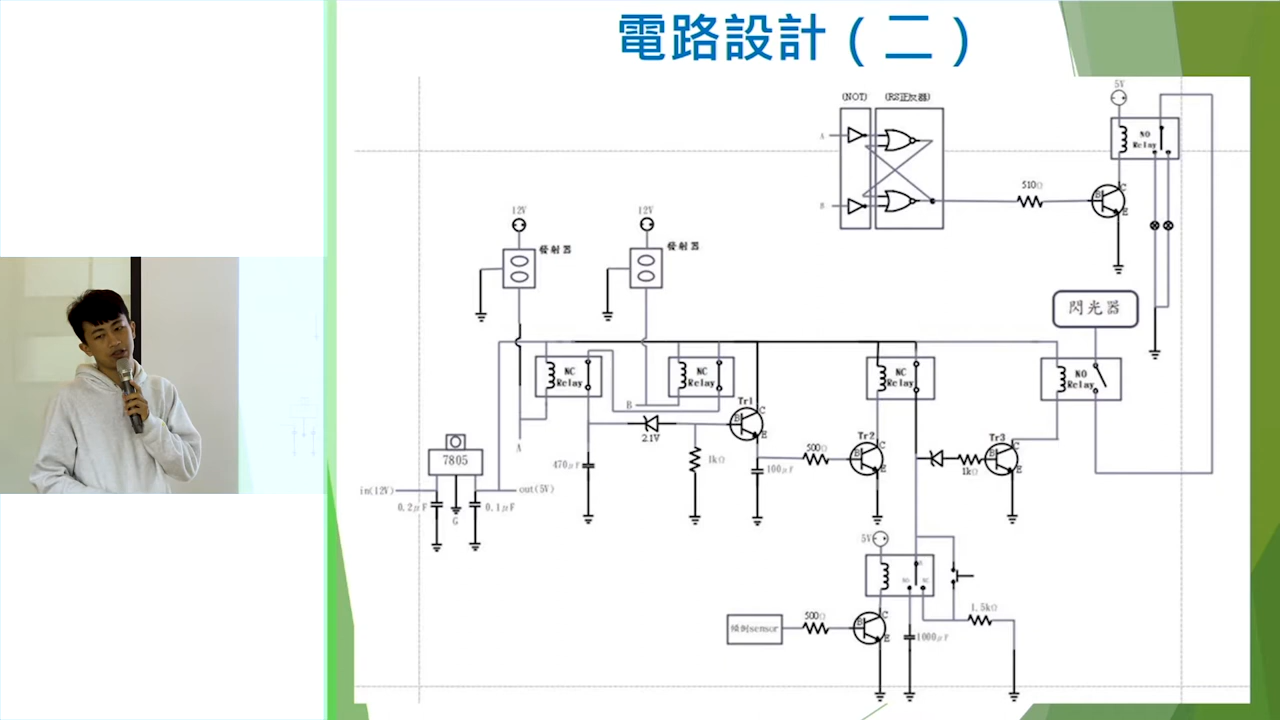 電路設計（二）
5V
(NOT)
(RS正反器)
NO
Relay
A
B
510Ω
B
C
E
12V
12V
發射器
發射器
閃光器
NC
Relay
NC
Relay
NC
Relay
NO
Relay
B
A
Tr1
B
C
E
2.1V
Tr2
B
C
E
Tr3
B
C
E
7805
470μF
1kΩ
100μF
500Ω
1kΩ
in(12V)
out(5V)
0.2μF
G
0.1μF
5V
NO
NC
傾倒sensor
500Ω
B
C
E
1000μF
1.5kΩ